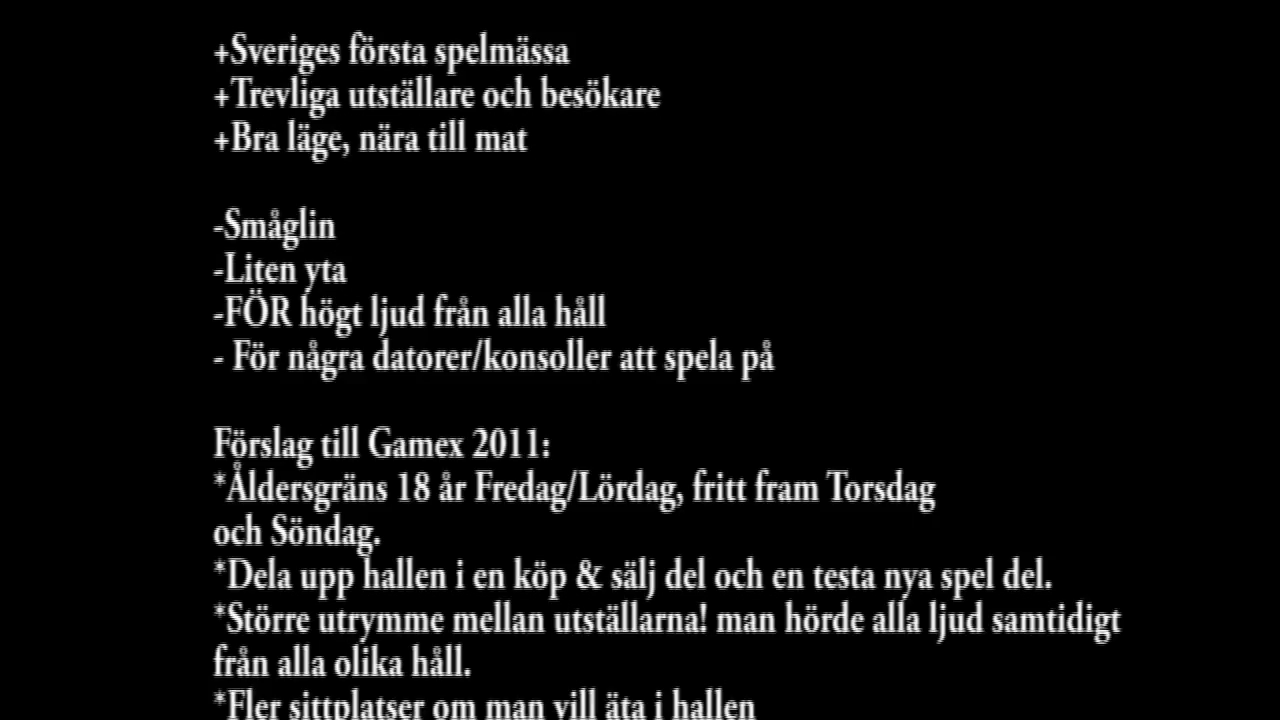 +Sveriges första spelmässa
+Trevliga utställare och besökare
+Bra läge, nära till mat
-Småglin
-Liten yta
-FÖR högt ljud från alla håll
- För några datorer/konsoller att spela på
Förslag till Gamex 2011:
*Åldersgräns 18 år Fredag/Lördag, fritt fram Torsdag
och Söndag.
*Dela upp hallen i en köp & sälj del och en testa nya spel del.
*Större utrymme mellan utställarna! man hörde alla ljud samtidigt
från alla olika håll.
*Fler sittplatser om man vill äta i hallen